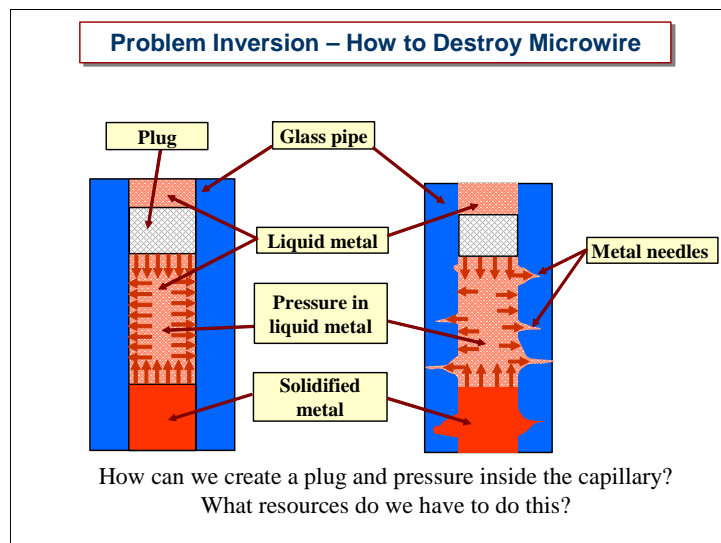 Problem Inversion – How to Destroy Microwire
Plug
Glass pipe
Liquid metal
Metal needles
Pressure in
liquid metal
Solidified
metal
How can we create a plug and pressure inside the capillary?
What resources do we have to do this?